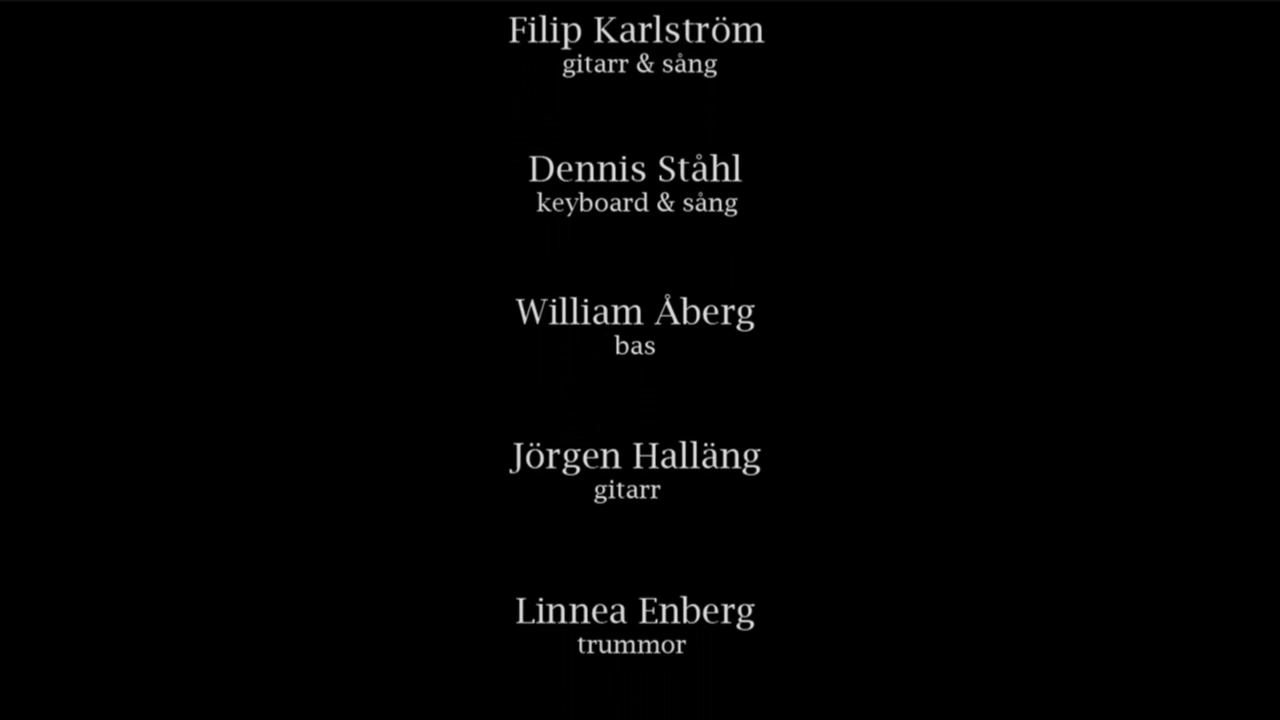 Filip Karlström
gitarr & sång
Dennis Ståhl
keyboard & sång
William Åberg
bas
Jörgen Halläng
gitarr
Linnea Enberg
trummor